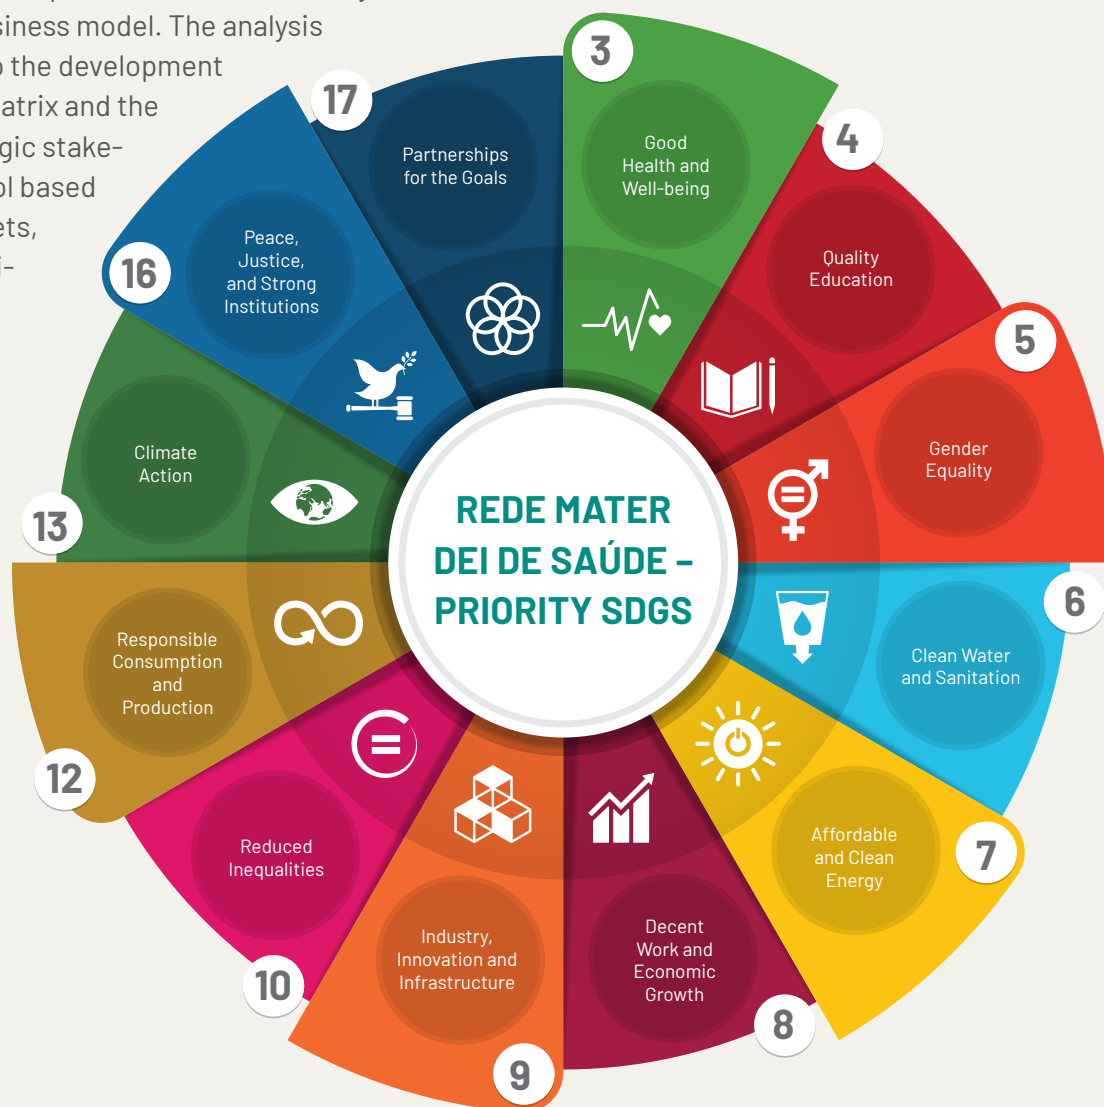 siness model. The analysis
the development
atrix and the
gic stake-
ol based
ets,
i-
3
Good
Health and
Well-being
4
Quality
Education
5
Gender
Equality
6
Clean Water
and Sanitation
7
Affordable
and Clean
Energy
8
Decent
Work and
Economic
Growth
9
Industry,
Innovation and
Infrastructure
10
Reduced
Inequalities
12
Responsible
Consumption
and
Production
13
Climate
Action
16
Peace,
Justice,
and Strong
Institutions
17
Partnerships
for the Goals
REDE MATER
DEI DE SAÚDE –
PRIORITY SDGS